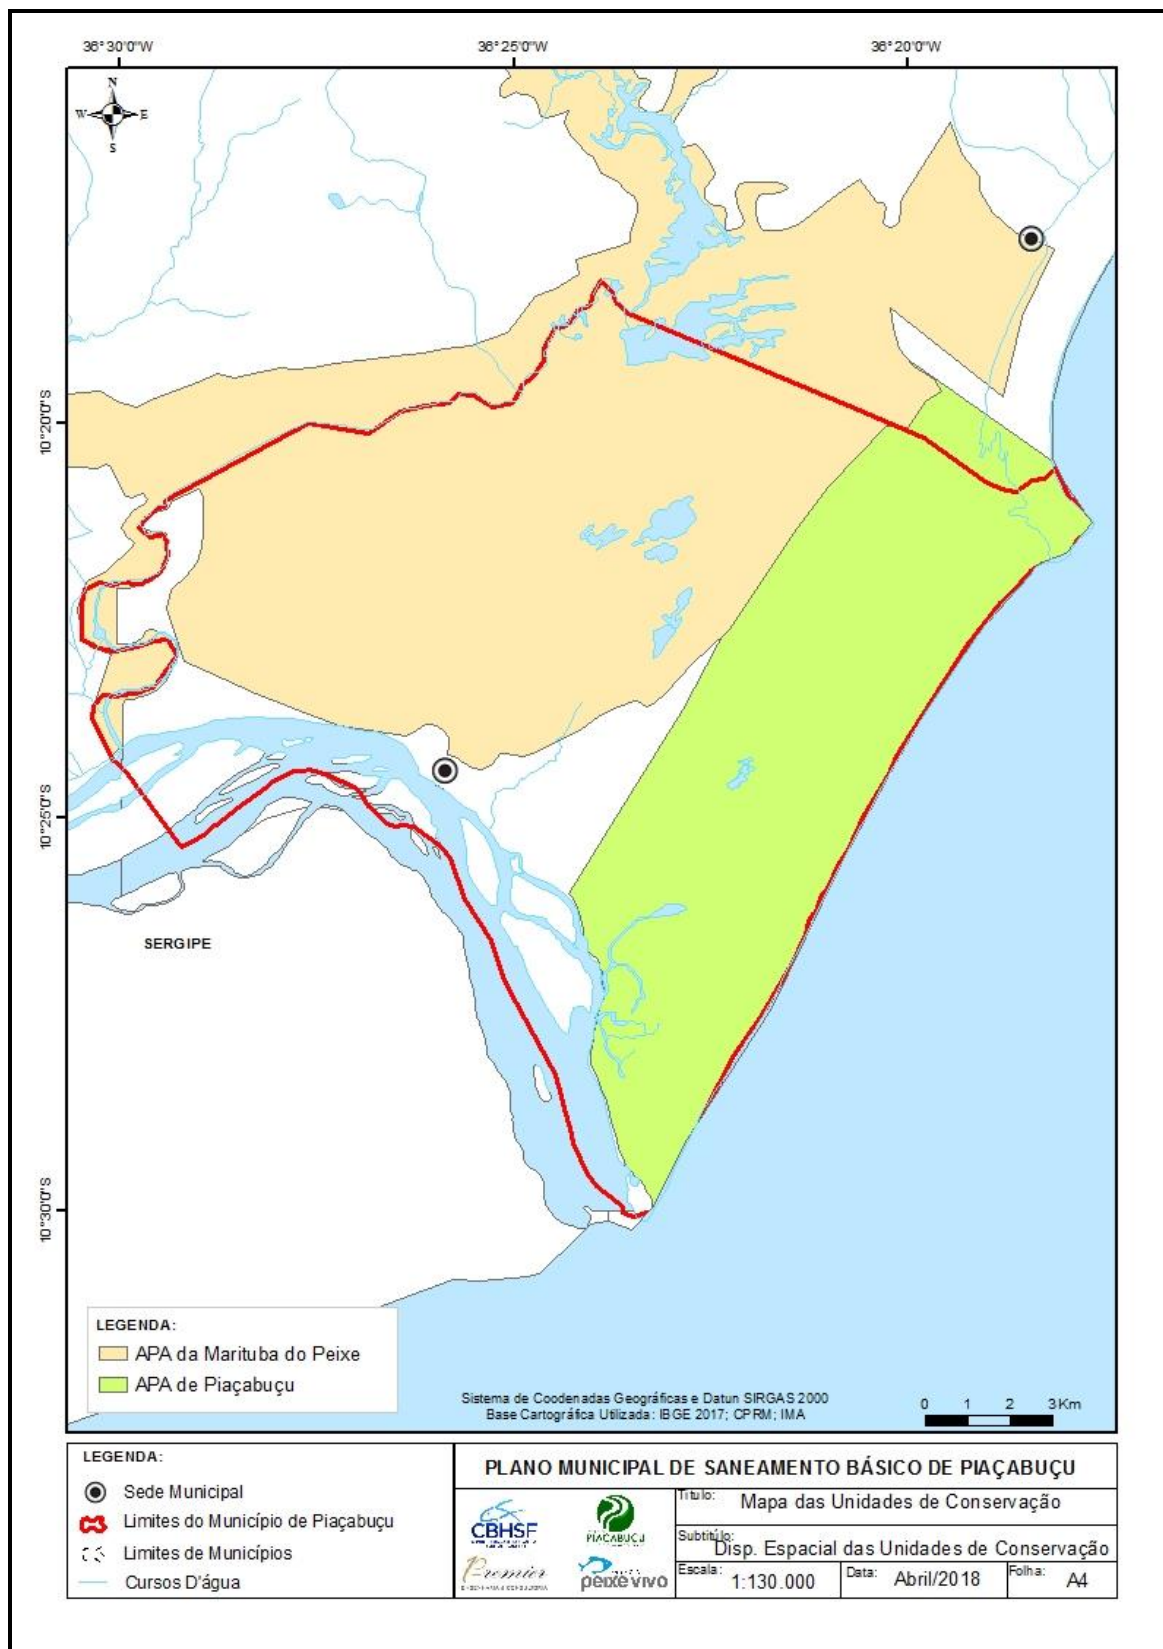 36°30'0"W
36°25'0"W
36°20'0"W
N
W E
S
10°20'0"S
10°25'0"S
SERGIPE
10°30'0"S
LEGENDA:
APA da Marituba do Peixe
APA de Piaçabuçu
Sistema de Coodenadas Geográficas e Datun SIRGAS 2000
Base Cartográfica Utilizada: IBGE 2017; CPRM; IMA
0 1 2 3 Km
LEGENDA:
Sede Municipal
Limites do Município de Piaçabuçu
Limites de Municípios
Cursos D'água
PLANO MUNICIPAL DE SANEAMENTO BÁSICO DE PIAÇABUÇU
CBHSF
PIAÇABUÇU
Premier
peixe vivo
Titulo: Mapa das Unidades de Conservação
Subtitúlo: Disp. Espacial das Unidades de Conservação
Escala: 1:130.000
Data: Abril/2018
Folha: A4